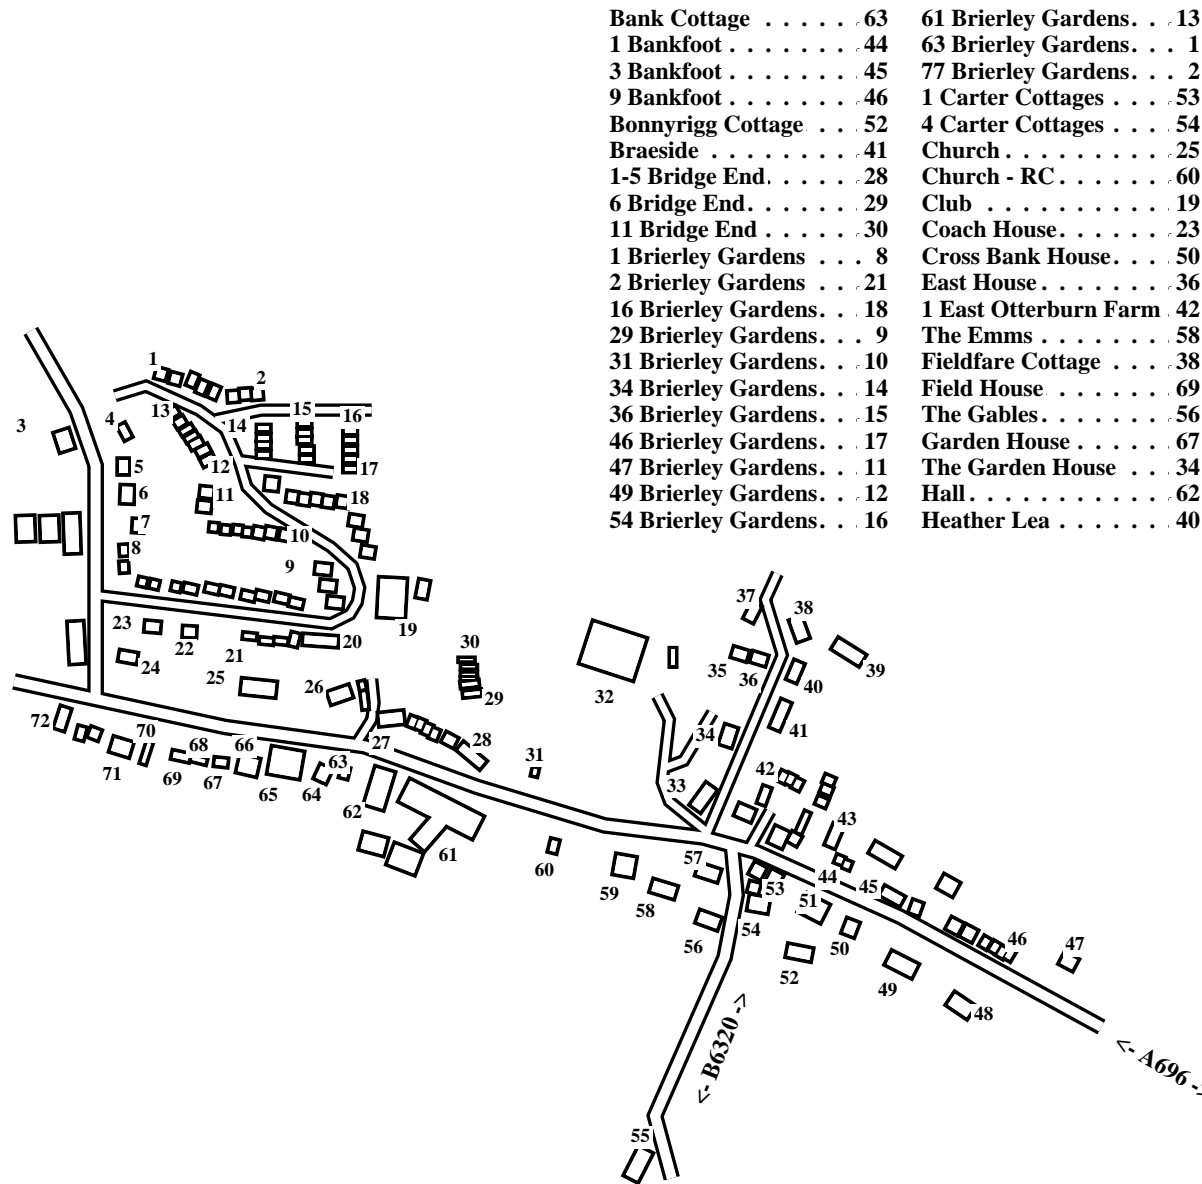 Bank Cottage . . . . . . 63
1 Bankfoot . . . . . . . . 44
3 Bankfoot . . . . . . . . 45
9 Bankfoot . . . . . . . . 46
Bonnyrigg Cottage . . . 52
Braeside . . . . . . . . . 41
1-5 Bridge End. . . . . . 28
6 Bridge End. . . . . . . 29
11 Bridge End . . . . . . 30
1 Brierley Gardens . . . 8
2 Brierley Gardens . . . 21
16 Brierley Gardens. . . 18
29 Brierley Gardens. . . 9
31 Brierley Gardens. . . 10
34 Brierley Gardens. . . 14
36 Brierley Gardens. . . 15
46 Brierley Gardens. . . 17
47 Brierley Gardens. . . 11
49 Brierley Gardens. . . 12
54 Brierley Gardens. . . 16
61 Brierley Gardens. . . 13
63 Brierley Gardens. . . 1
77 Brierley Gardens. . . 2
1 Carter Cottages . . . . 53
4 Carter Cottages . . . . 54
Church . . . . . . . . . . 25
Church - RC . . . . . . . 60
Club . . . . . . . . . . . 19
Coach House . . . . . . . 23
Cross Bank House. . . . 50
East House . . . . . . . . 36
1 East Otterburn Farm . 42
The Emms . . . . . . . . 58
Fieldfare Cottage . . . . 38
Field House . . . . . . . 69
The Gables . . . . . . . . 56
Garden House . . . . . . 67
The Garden House . . . 34
Hall . . . . . . . . . . . . 62
Heather Lea . . . . . . . 40
1
2
3
4
13
14
15
16
5
12
17
6
11
18
7
10
8
9
19
23
22
21
20
24
25
26
30
29
27
28
31
32
37
38
35
36
39
40
41
34
33
42
43
72
70
71
68
69
67
66
65
63
64
62
61
60
59
57
58
56
53
54
44
45
51
50
52
49
46
47
48
55
<- B6320 ->
<- A696 ->